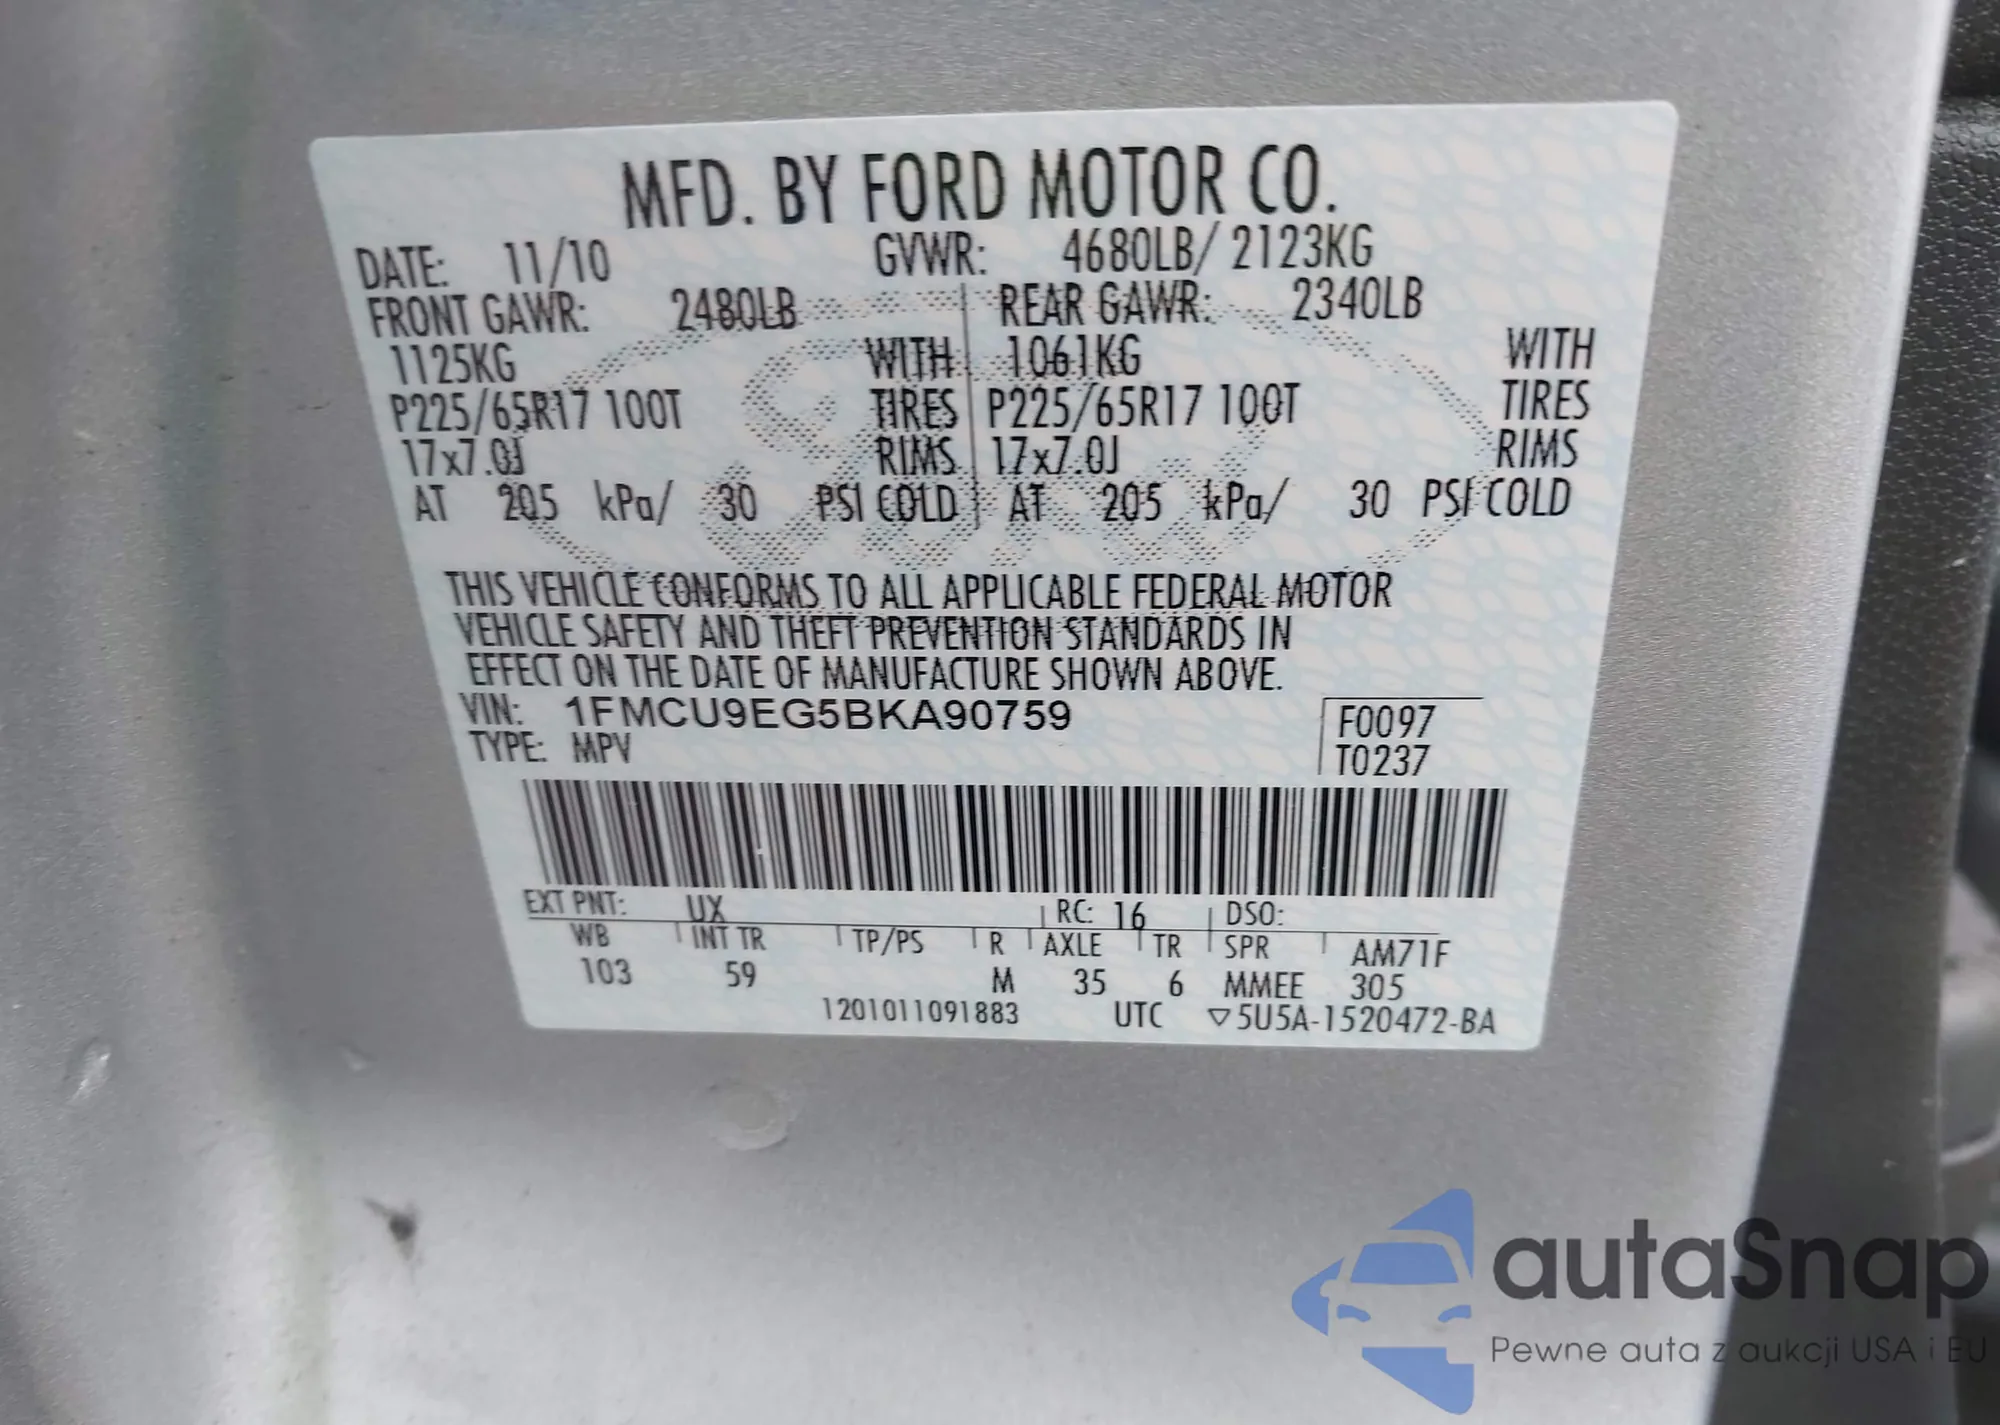 MFD. BY FORD MOTOR CO.
DATE: 11/10 GVWR: 4680LB/ 2123KG
FRONT GAWR: 2480LB REAR GAWR: 2340LB
1125KG WITH 1061KG WITH
P225/65R17 100T TIRES P225/65R17 100T TIRES
17x7.0J RIMS 17x7.0J RIMS
AT 205 kPa/ 30 PSI COLD AT 205 kPa/ 30 PSI COLD
THIS VEHICLE CONFORMS TO ALL APPLICABLE FEDERAL MOTOR
VEHICLE SAFETY AND THEFT PREVENTION STANDARDS IN
EFFECT ON THE DATE OF MANUFACTURE SHOWN ABOVE.
VIN: 1FMCU9EG5BKA90759 F0097
TYPE: MPV T0237
EXT PNT: UX RC: 16 DSO:
WB INT TR TP/PS R AXLE TR SPR AM71F
103 59 M 35 6 MMEE 305
1201011091883 UTC ▽5U5A-1520472-BA
autaSnap
Pewne auta z aukcji USA i EU